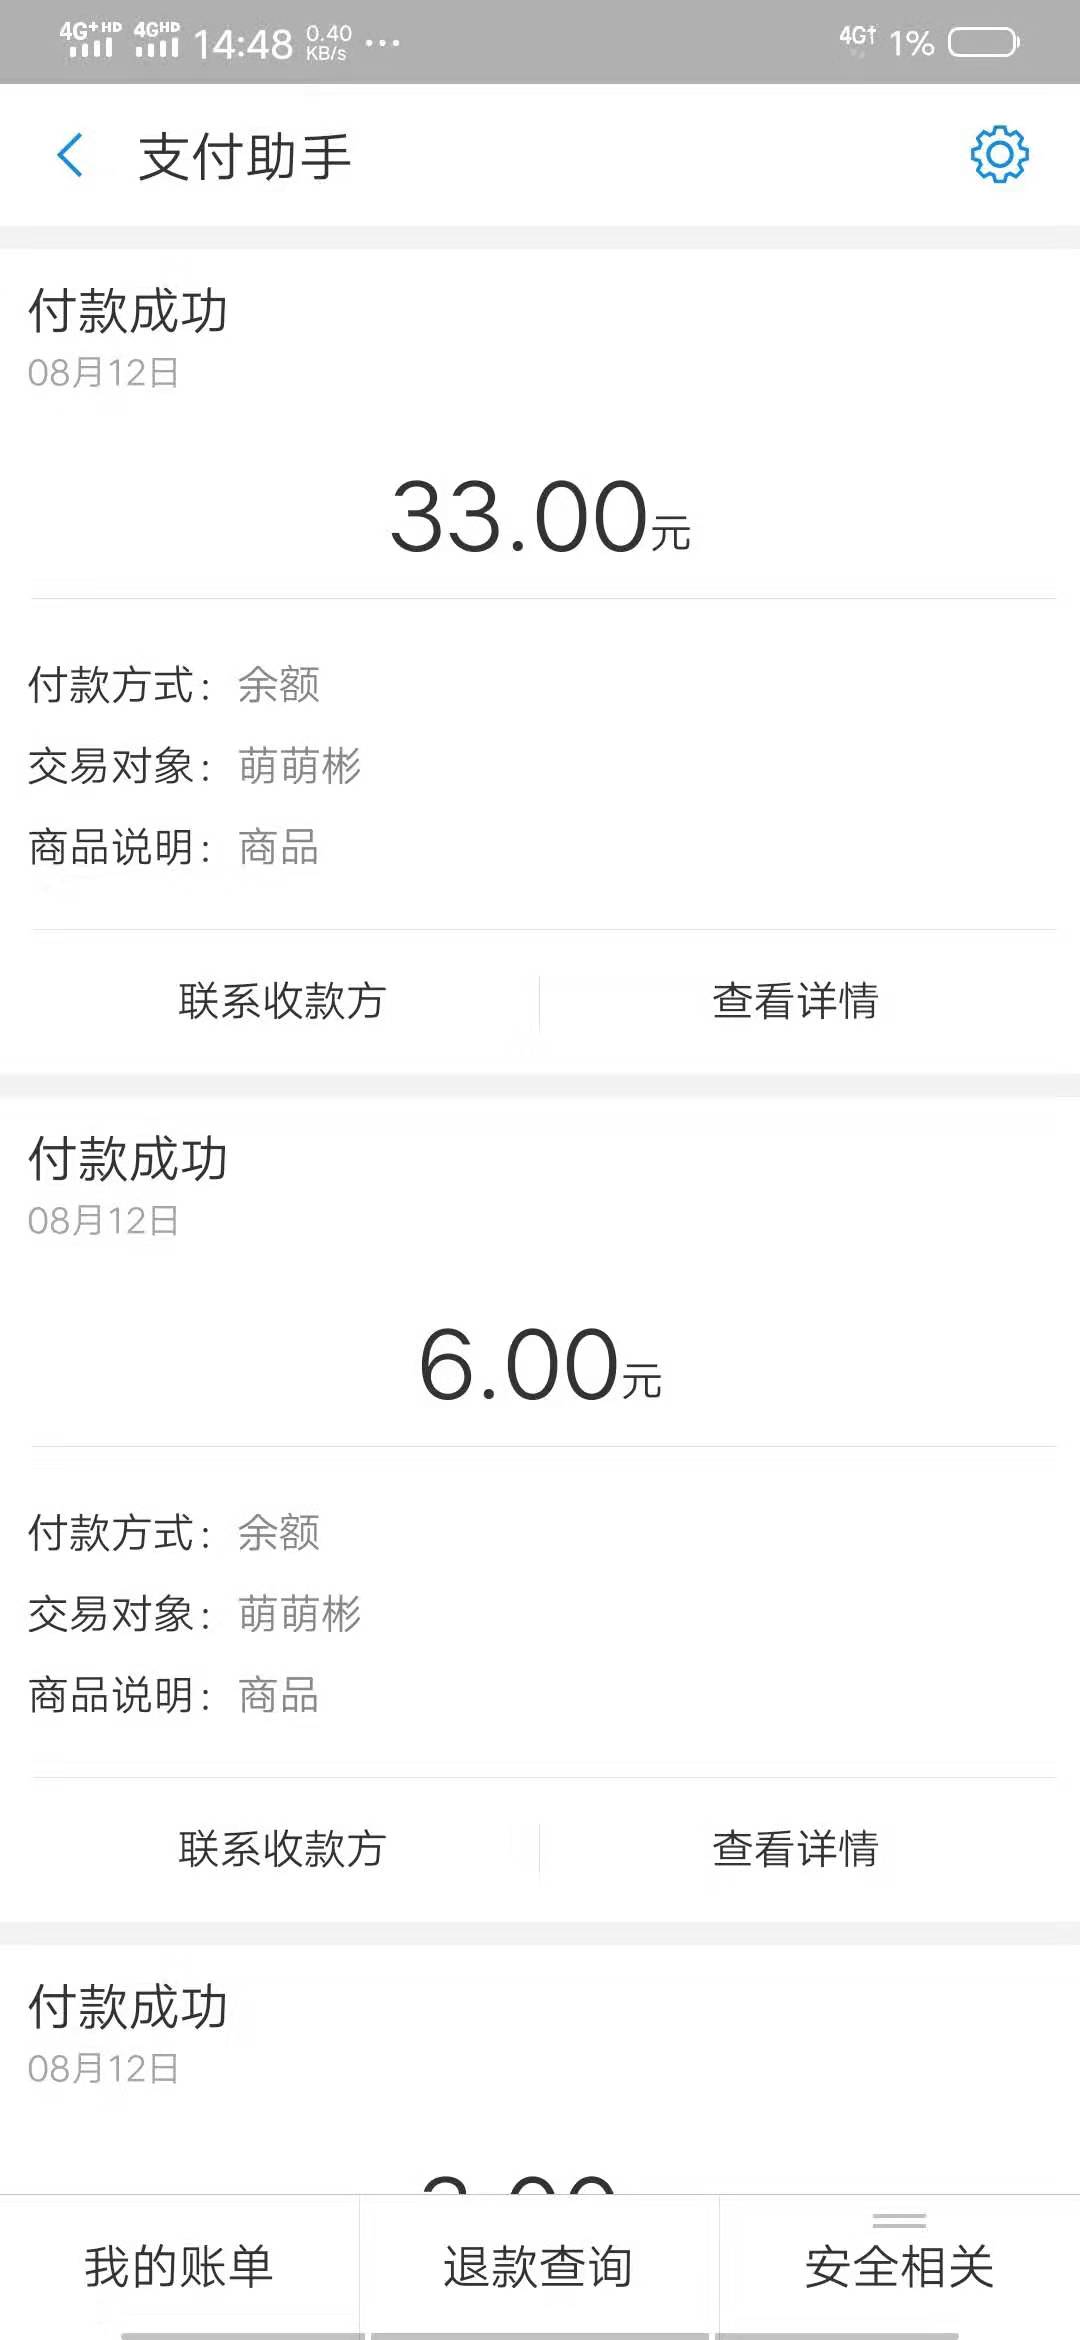 4G+HD 4GHD 14:48 0.40 KB/s ... 4G 1%
支付助手
付款成功
08月12日
33.00元
付款方式：余额
交易对象：萌萌彬
商品说明：商品
联系收款方 查看详情
付款成功
08月12日
6.00元
付款方式：余额
交易对象：萌萌彬
商品说明：商品
联系收款方 查看详情
付款成功
08月12日
我的账单 退款查询 安全相关